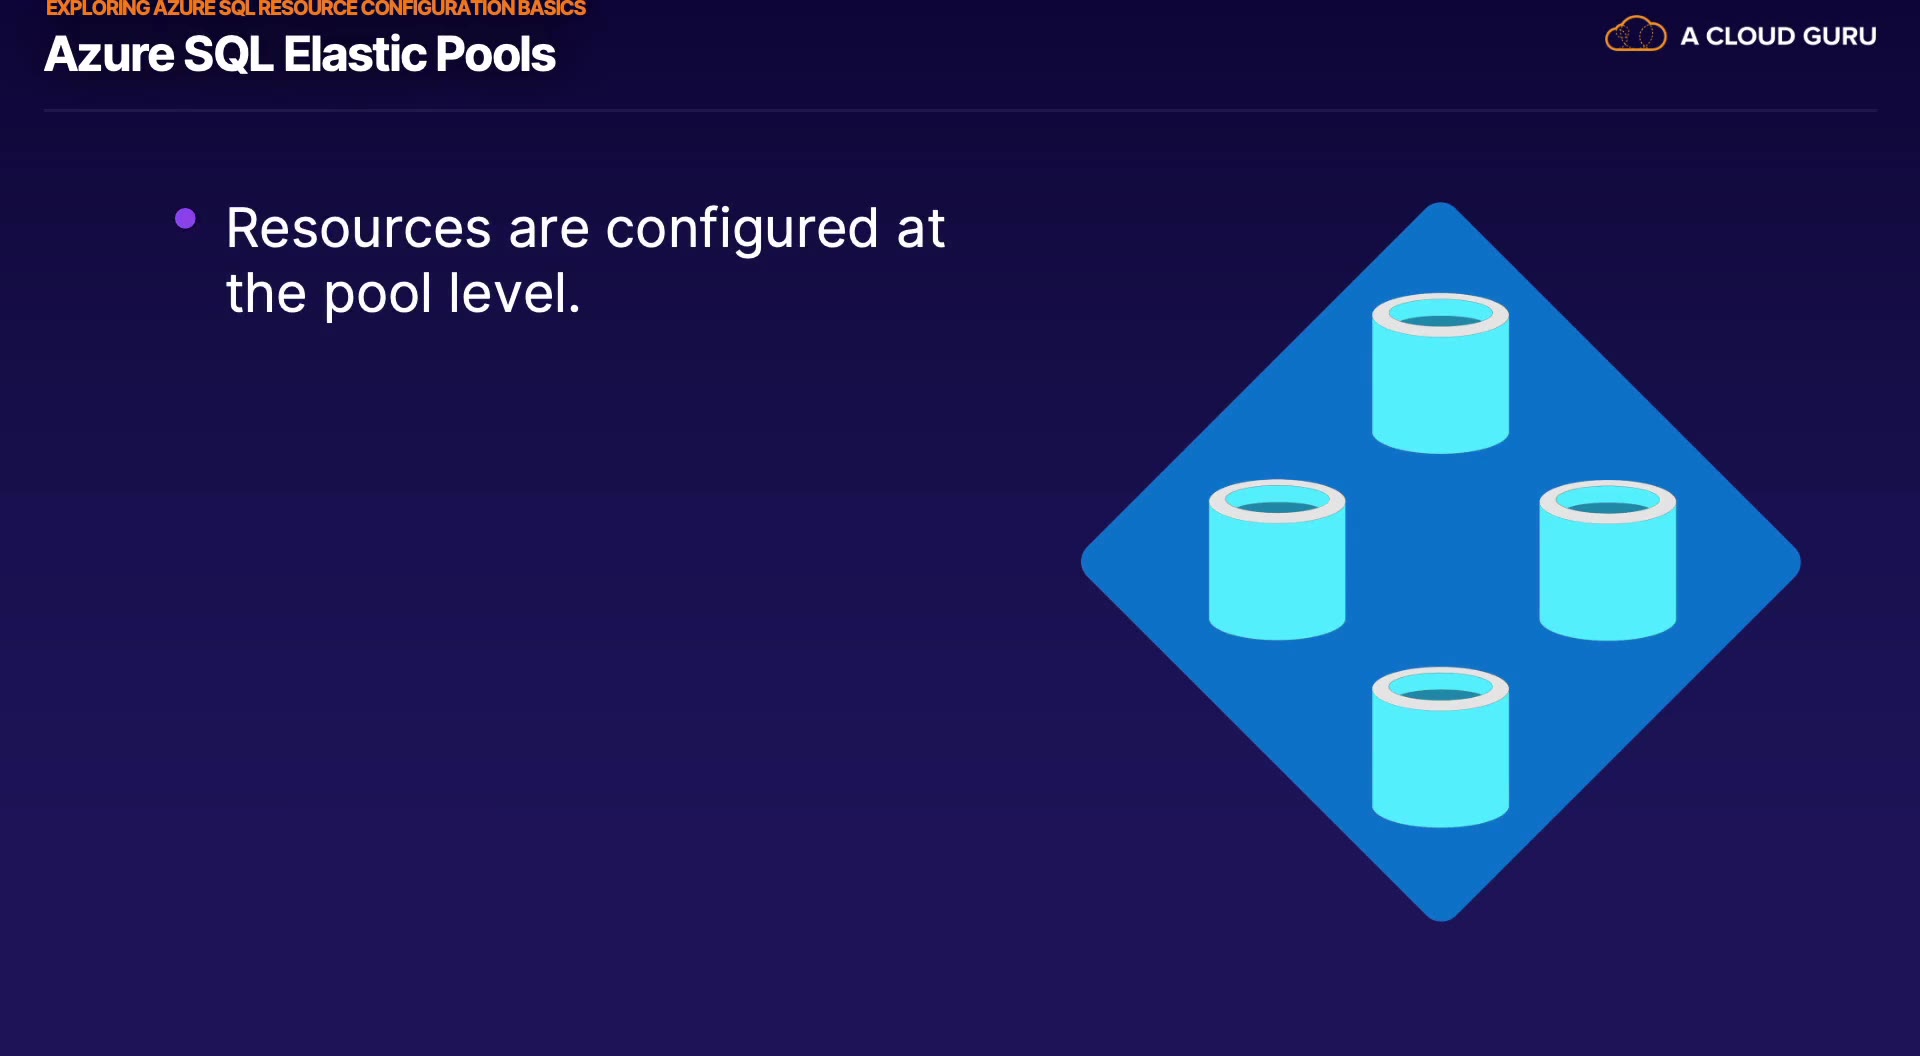 EXPLORING AZURE SQL RESOURCE CONFIGURATION BASICS
Azure SQL Elastic Pools
A CLOUD GURU
Resources are configured at
the pool level.